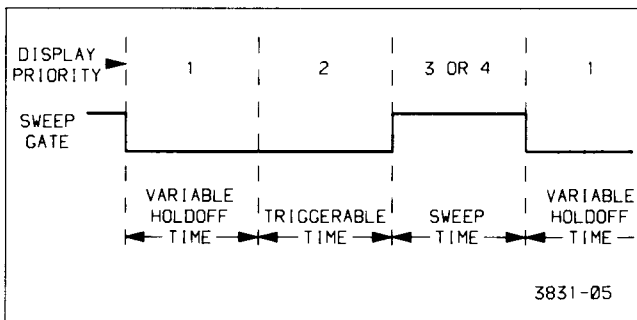 DISPLAY PRIORITY 1 2 3 OR 4 1
SWEEP GATE
VARIABLE HOLDOFF TIME TRIGGERABLE TIME SWEEP TIME VARIABLE HOLDOFF TIME
3831-05